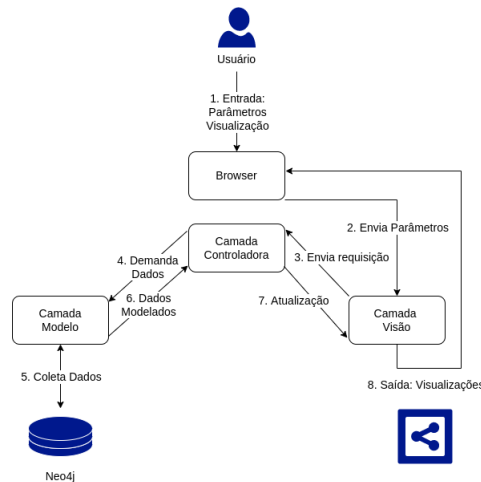 Usuário
1. Entrada:
Parâmetros
Visualização
Browser
2. Envia Parâmetros
Camada
Controladora
3. Envia requisição
4. Demanda
Dados
6. Dados
Modelados
7. Atualização
Camada
Modelo
Camada
Visão
5. Coleta Dados
8. Saída: Visualizações
Neo4j